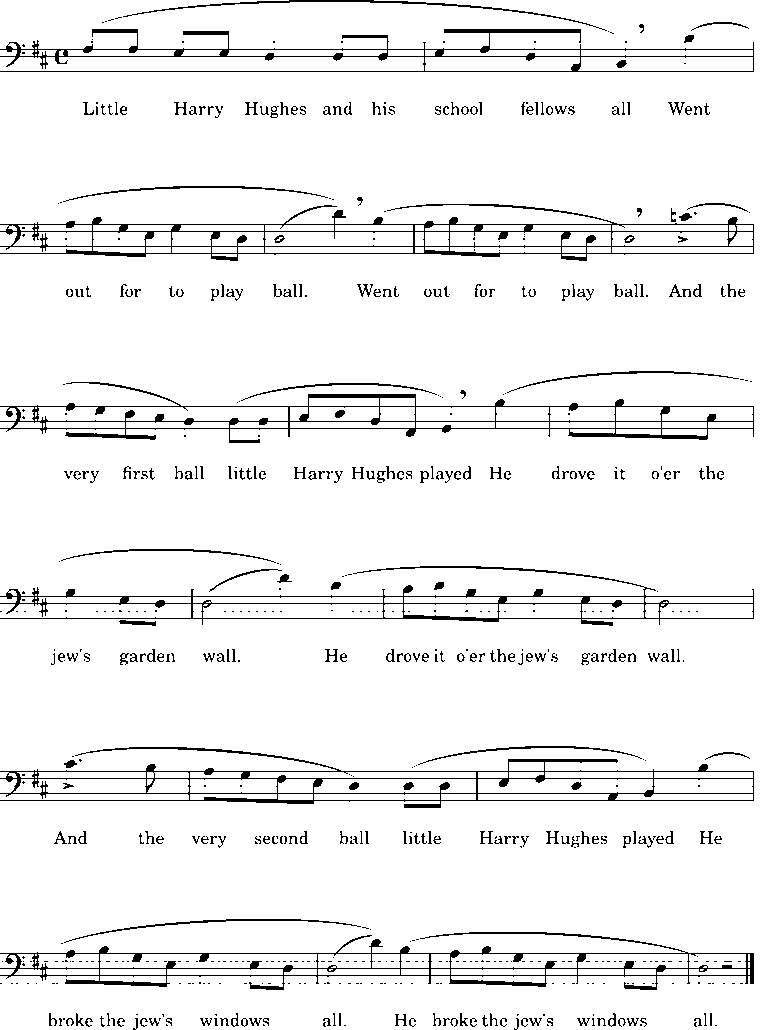 Little Harry Hughes and his school fellows all Went
out for to play ball. Went out for to play ball. And the
very first ball little Harry Hughes played He drove it o'er the
jew's garden wall. He drove it o'er the jew's garden wall.
And the very second ball little Harry Hughes played He
broke the jew's windows all. He broke the jew's windows all.